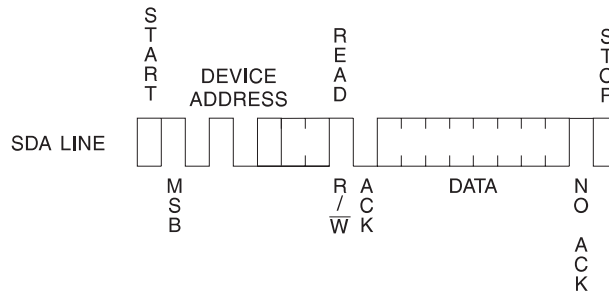 START
DEVICE
ADDRESS
READ
STOP
SDA LINE
MSB
R/W
ACK
DATA
NO ACK